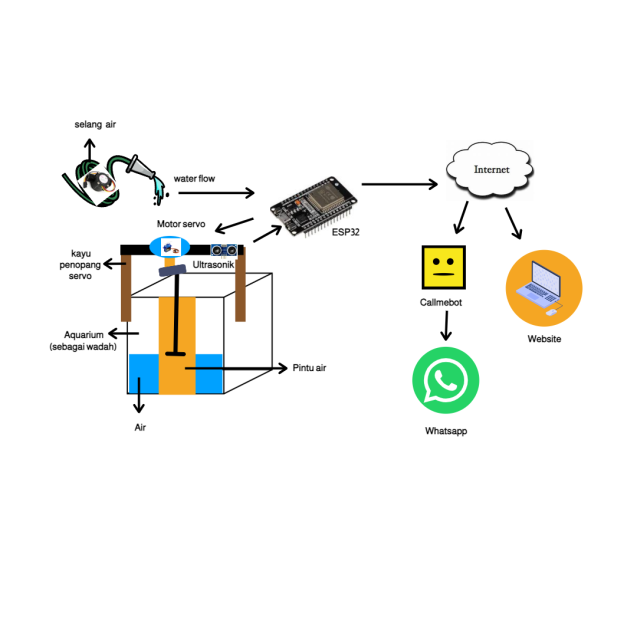 selang air
water flow
Internet
ESP32
Motor servo
Ultrasonik
kayu
penopang
servo
Callmebot
Website
Aquarium
(sebagai wadah)
Pintu air
Air
Whatsapp